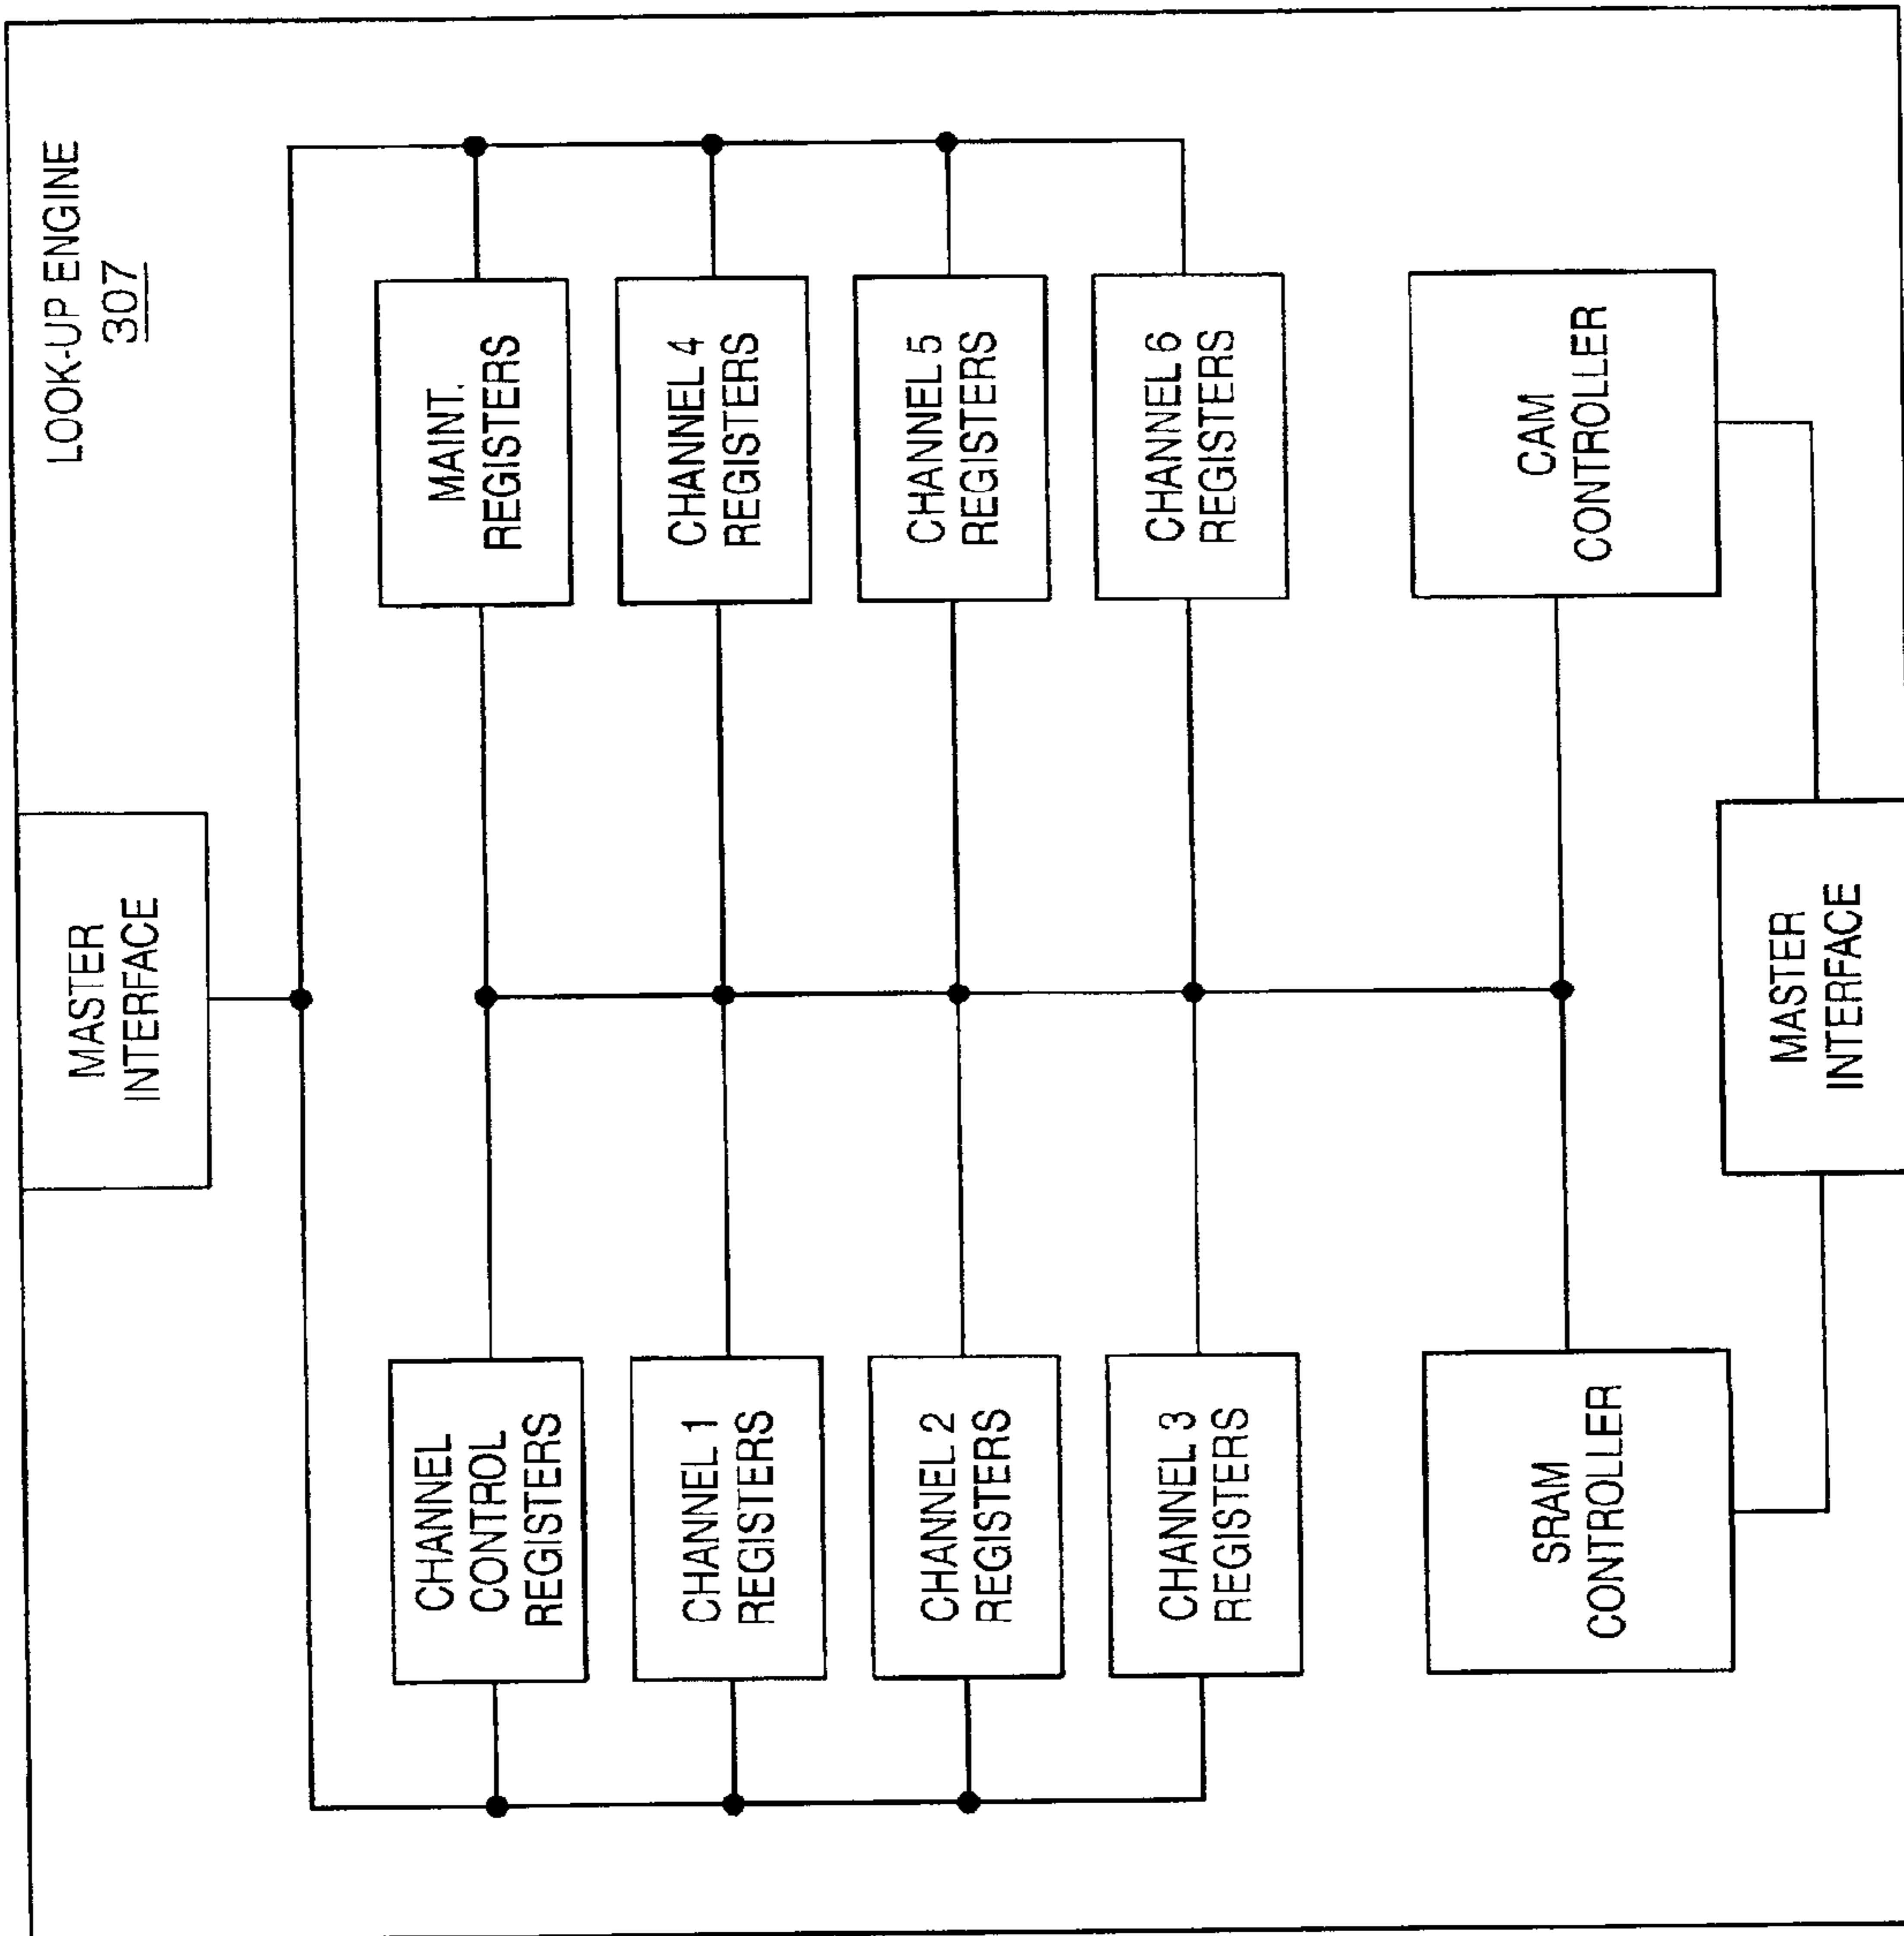 LOOK-UP ENGINE
307
MASTER
INTERFACE
CHANNEL
CONTROL
REGISTERS
MAINT.
REGISTERS
CHANNEL 1
REGISTERS
CHANNEL 4
REGISTERS
CHANNEL 2
REGISTERS
CHANNEL 5
REGISTERS
CHANNEL 3
REGISTERS
CHANNEL 6
REGISTERS
SRAM
CONTROLLER
CAM
CONTROLLER
MASTER
INTERFACE